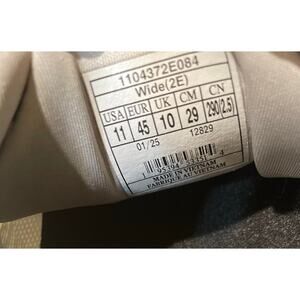 1104372E084
Wide(2E)
USA EUR UK CM CN
11 45 10 29 290(2.5)
01/25 12829
MADE IN VIETNAM
FABRIQUE AU VIETNAM